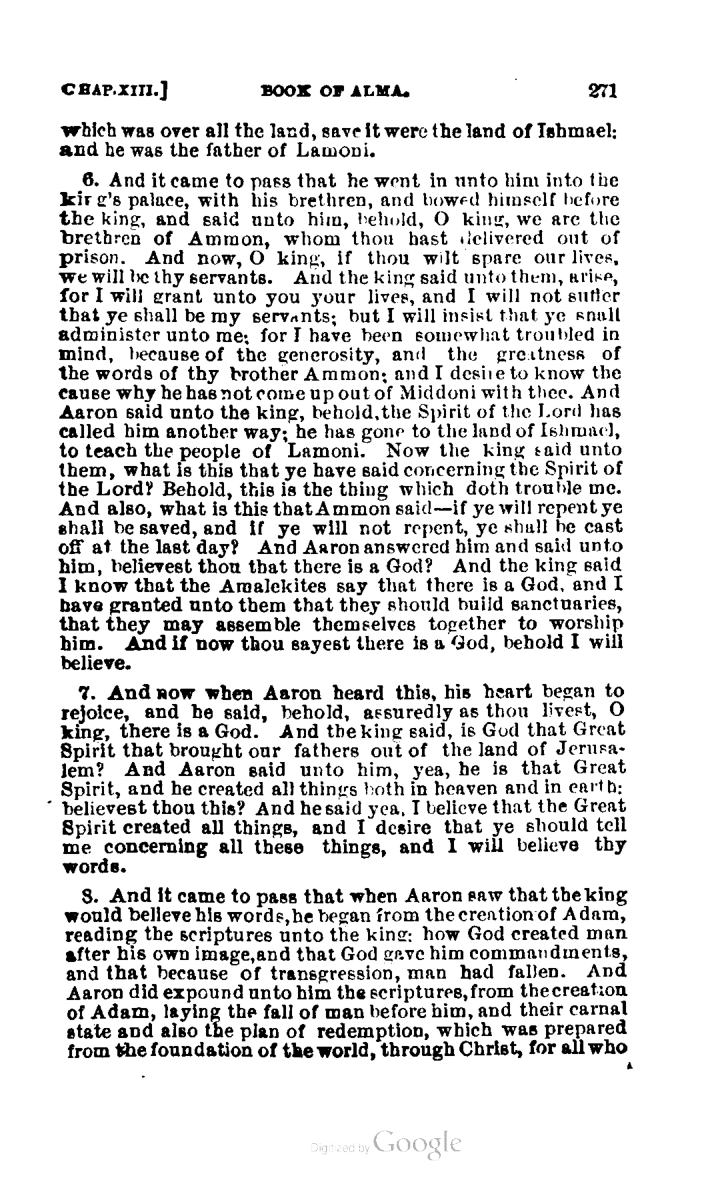 CHAP.XIII.] BOOK OF ALMA. 271
which was over all the land, save it were the land of Ishmael;
and he was the father of Lamoni.
6. And it came to pass that he went in unto him into the
king's palace, with his brethren, and bowed himself before
the king, and said unto him, behold, O king, we are the
brethren of Ammon, whom thou hast delivered out of
prison. And now, O king, if thou wilt spare our lives,
we will be thy servants. And the king said unto them, arise,
for I will grant unto you your lives, and I will not suffer
that ye shall be my servants; but I will insist that ye shall
administer unto me; for I have been somewhat troubled in
mind, because of the generosity, and the greatness of
the words of thy brother Ammon; and I desire to know the
cause why he has not come up out of Middoni with thee. And
Aaron said unto the king, behold, the Spirit of the Lord has
called him another way; he has gone to the land of Ishmael,
to teach the people of Lamoni. Now the king said unto
them, what is this that ye have said concerning the Spirit of
the Lord? Behold, this is the thing which doth trouble me.
And also, what is this that Ammon said—if ye will repent ye
shall be saved, and if ye will not repent, ye shall be cast
off at the last day? And Aaron answered him and said unto
him, believest thou that there is a God? And the king said
I know that the Amalekites say that there is a God, and I
have granted unto them that they should build sanctuaries,
that they may assemble themselves together to worship
him. And if now thou sayest there is a God, behold I will
believe.
7. And now when Aaron heard this, his heart began to
rejoice, and he said, behold, assuredly as thou livest, O
king, there is a God. And the king said, is God that Great
Spirit that brought our fathers out of the land of Jerusa-
lem? And Aaron said unto him, yea, he is that Great
Spirit, and he created all things both in heaven and in earth:
believest thou this? And he said yea, I believe that the Great
Spirit created all things, and I desire that ye should tell
me concerning all these things, and I will believe thy
words.
8. And it came to pass that when Aaron saw that the king
would believe his words, he began from the creation of Adam,
reading the scriptures unto the king: how God created man
after his own image, and that God gave him commandments,
and that because of transgression, man had fallen. And
Aaron did expound unto him the scriptures, from the creation
of Adam, laying the fall of man before him, and their carnal
state and also the plan of redemption, which was prepared
from the foundation of the world, through Christ, for all who
Digitized by Google